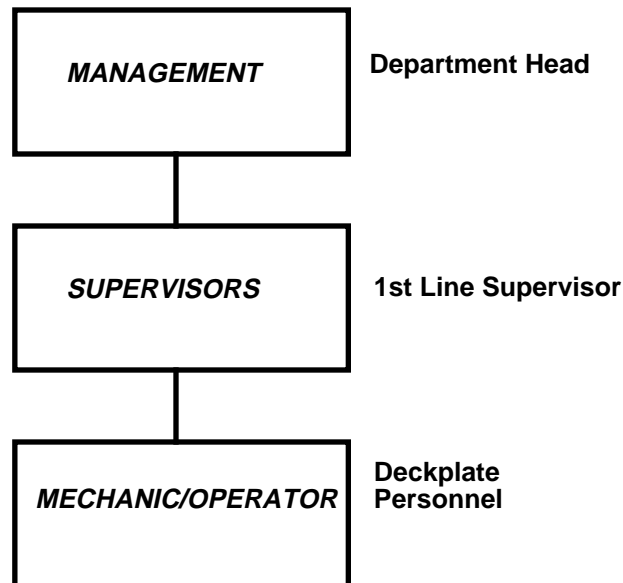 MANAGEMENT
Department Head
SUPERVISORS
1st Line Supervisor
MECHANIC/OPERATOR
Deckplate
Personnel